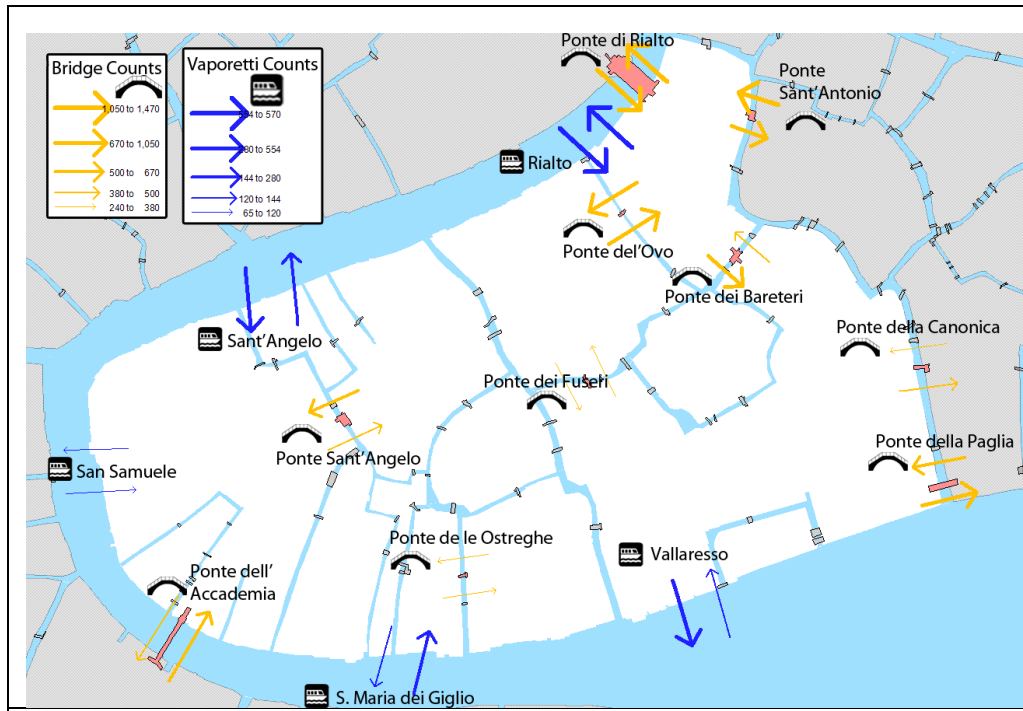 Bridge Counts
1,050 to 1,470
670 to 1,050
500 to 670
380 to 500
240 to 380
Vaporetti Counts
to 570
to 554
144 to 280
120 to 144
65 to 120
Ponte di Rialto
Ponte
Sant'Antonio
Rialto
Ponte del'Ovo
Ponte dei Bareteri
Sant'Angelo
Ponte della Canonica
Ponte dei Fuseri
Ponte Sant'Angelo
Ponte della Paglia
San Samuele
Ponte de le Ostreghe
Vallaresso
Ponte dell'
Accademia
S. Maria dei Giglio